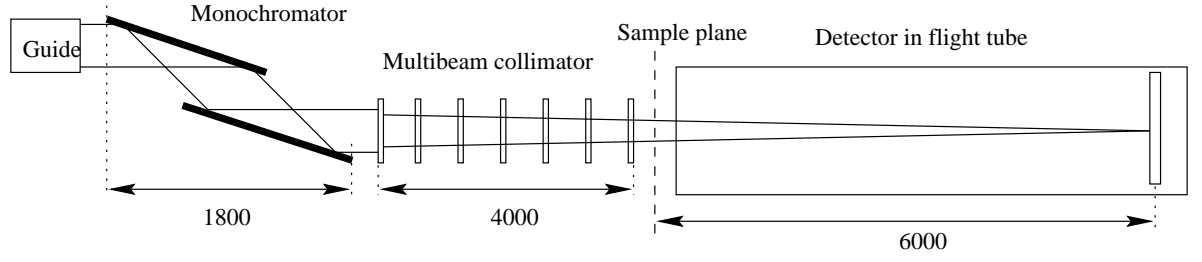 Monochromator
Guide
Multibeam collimator
Sample plane
Detector in flight tube
1800
4000
6000